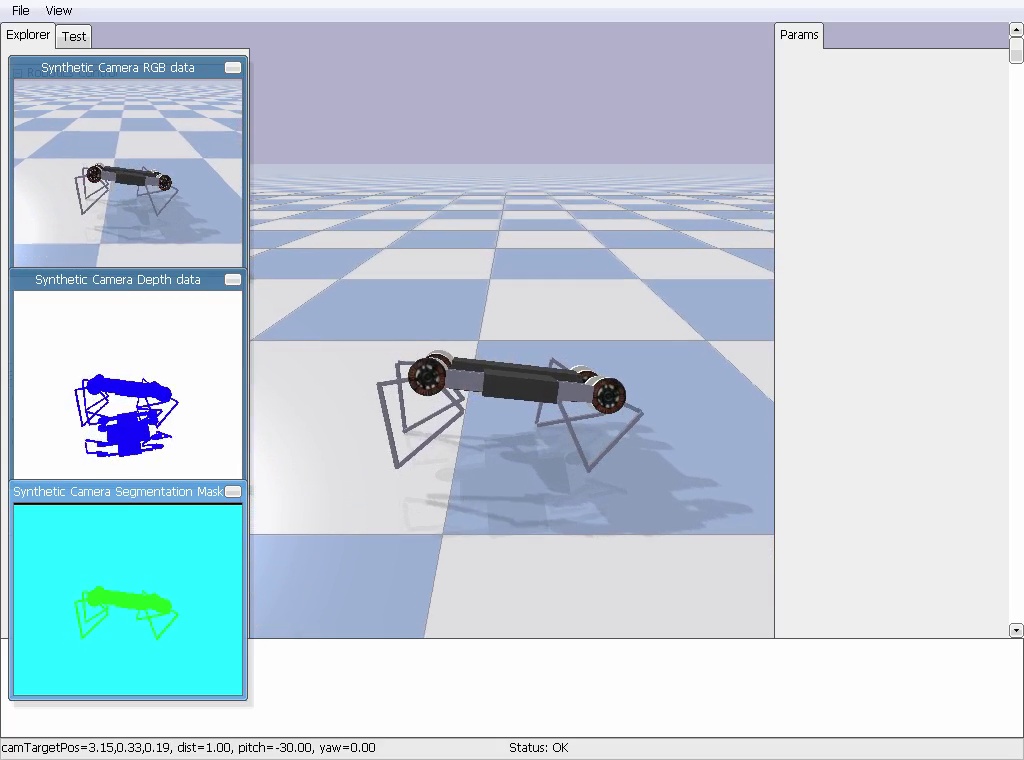 File View
Explorer Test
Params
Synthetic Camera RGB data
Synthetic Camera Depth data
Synthetic Camera Segmentation Mask
camTargetPos=3.15,0.33,0.19, dist=1.00, pitch=-30.00, yaw=0.00
Status: OK